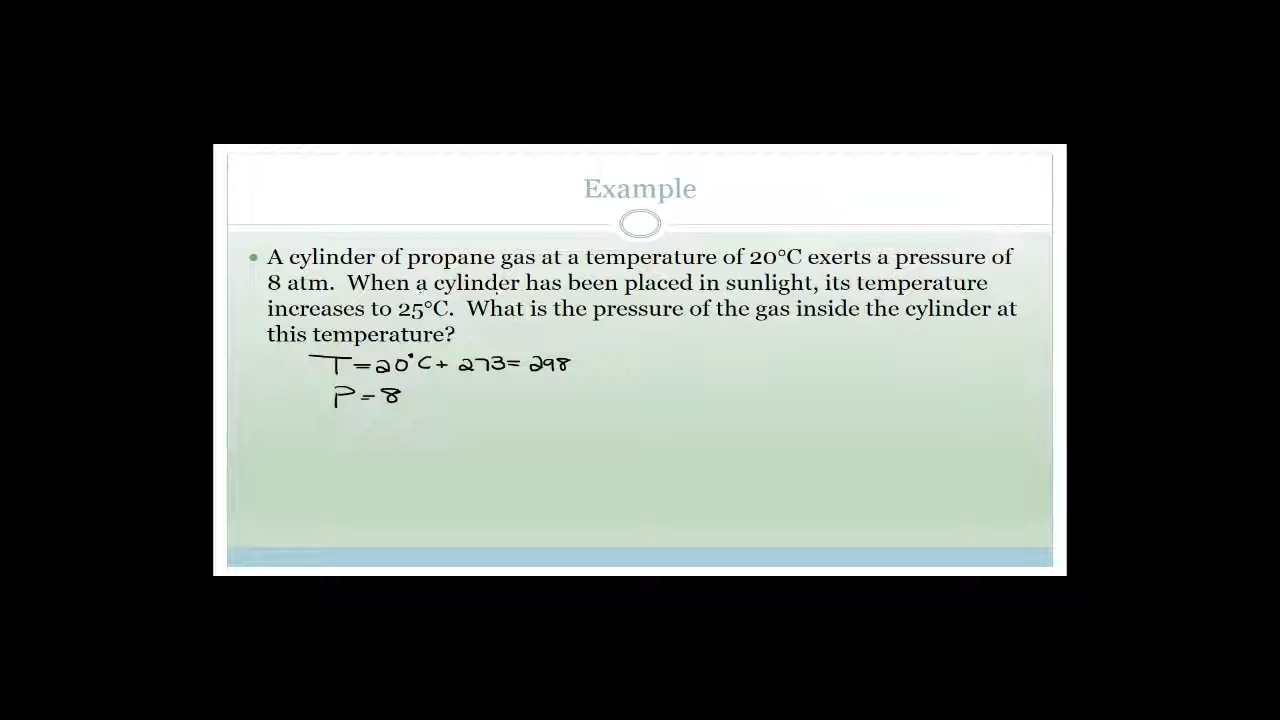 Example
• A cylinder of propane gas at a temperature of 20°C exerts a pressure of
8 atm. When a cylinder has been placed in sunlight, its temperature
increases to 25°C. What is the pressure of the gas inside the cylinder at
this temperature?
T = 20°C + 273 = 298
P = 8